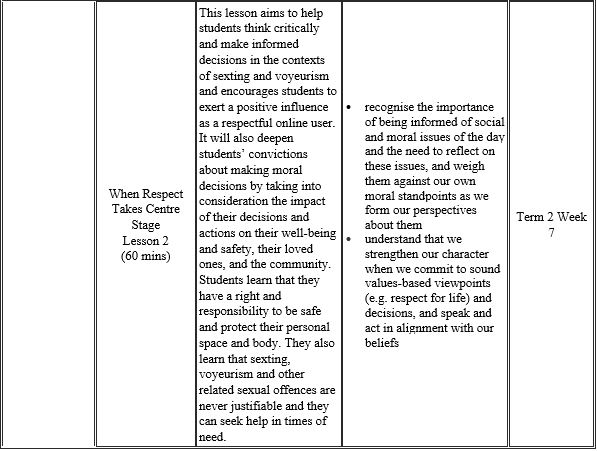 When Respect
Takes Centre
Stage
Lesson 2
(60 mins)
This lesson aims to help
students think critically
and make informed
decisions in the contexts
of sexting and voyeurism
and encourages students to
exert a positive influence
as a respectful online user.
It will also deepen
students’ convictions
about making moral
decisions by taking into
consideration the impact
of their decisions and
actions on their well-being
and safety, their loved
ones, and the community.
Students learn that they
have a right and
responsibility to be safe
and protect their personal
space and body. They also
learn that sexting,
voyeurism and other
related sexual offences are
never justifiable and they
can seek help in times of
need.
• recognise the importance
of being informed of social
and moral issues of the day
and the need to reflect on
these issues, and weigh
them against our own
moral standpoints as we
form our perspectives
about them
• understand that we
strengthen our character
when we commit to sound
values-based viewpoints
(e.g. respect for life) and
decisions, and speak and
act in alignment with our
beliefs
Term 2 Week
7